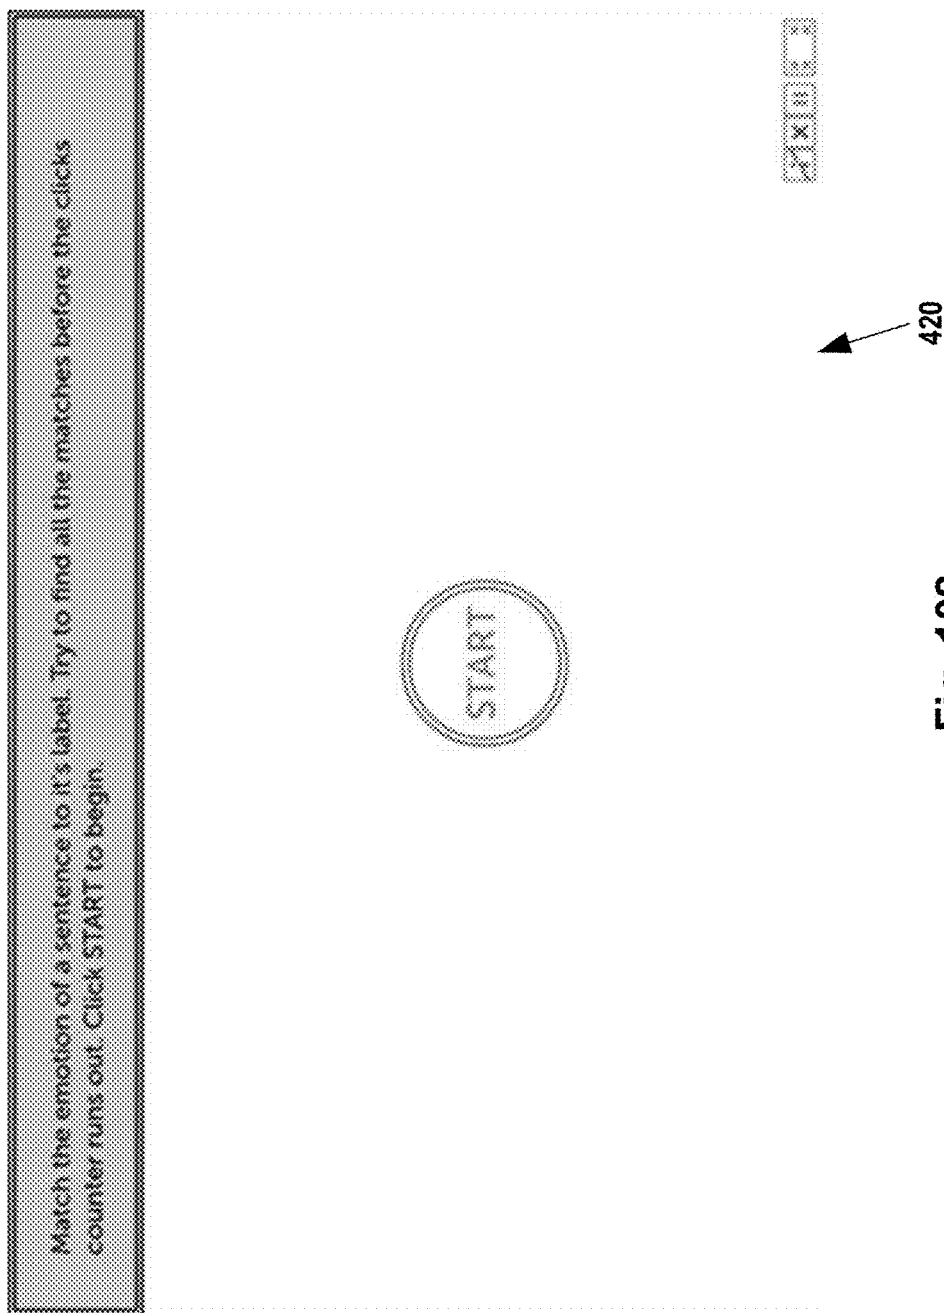 Match the emotion of a sentence to it's label. Try to find all the matches before the clicks
counter runs out. Click START to begin.
START
420